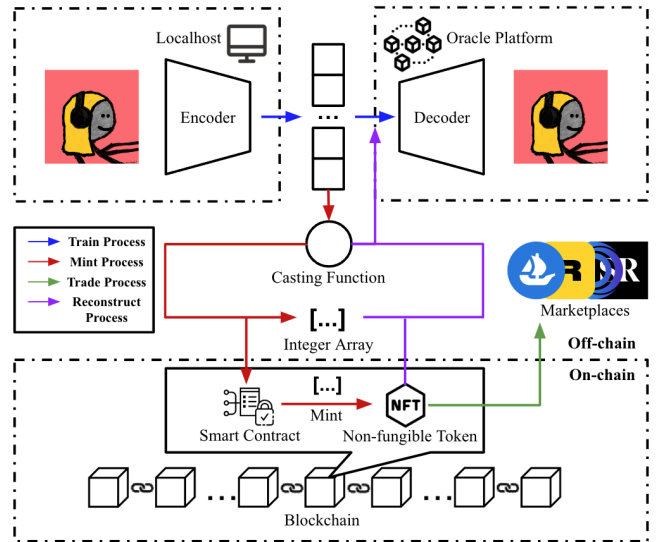 Localhost
Oracle Platform
Encoder
...
Decoder
Train Process
Mint Process
Trade Process
Reconstruct
Process
Casting Function
[...]
Integer Array
R
R
Marketplaces
Off-chain
On-chain
[...]
Mint
NFT
Smart Contract
Non-fungible Token
...
...
Blockchain